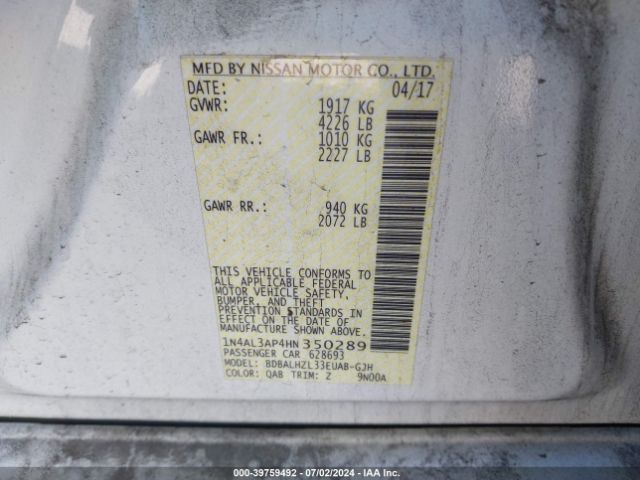 MFD BY NISSAN MOTOR CO., LTD.
DATE: 04/17
GVWR: 1917 KG
4226 LB
GAWR FR.: 1010 KG
2227 LB
GAWR RR.: 940 KG
2072 LB
THIS VEHICLE CONFORMS TO
ALL APPLICABLE FEDERAL
MOTOR VEHICLE SAFETY,
BUMPER, AND THEFT
PREVENTION STANDARDS IN
EFFECT ON THE DATE OF
MANUFACTURE SHOWN ABOVE.
1N4AL3AP4HN350289
PASSENGER CAR 628693
MODEL: BDBALHZL33EUAB-GJH
COLOR: QAB TRIM: Z 9N00A
000-39759492 - 07/02/2024 - IAA Inc.